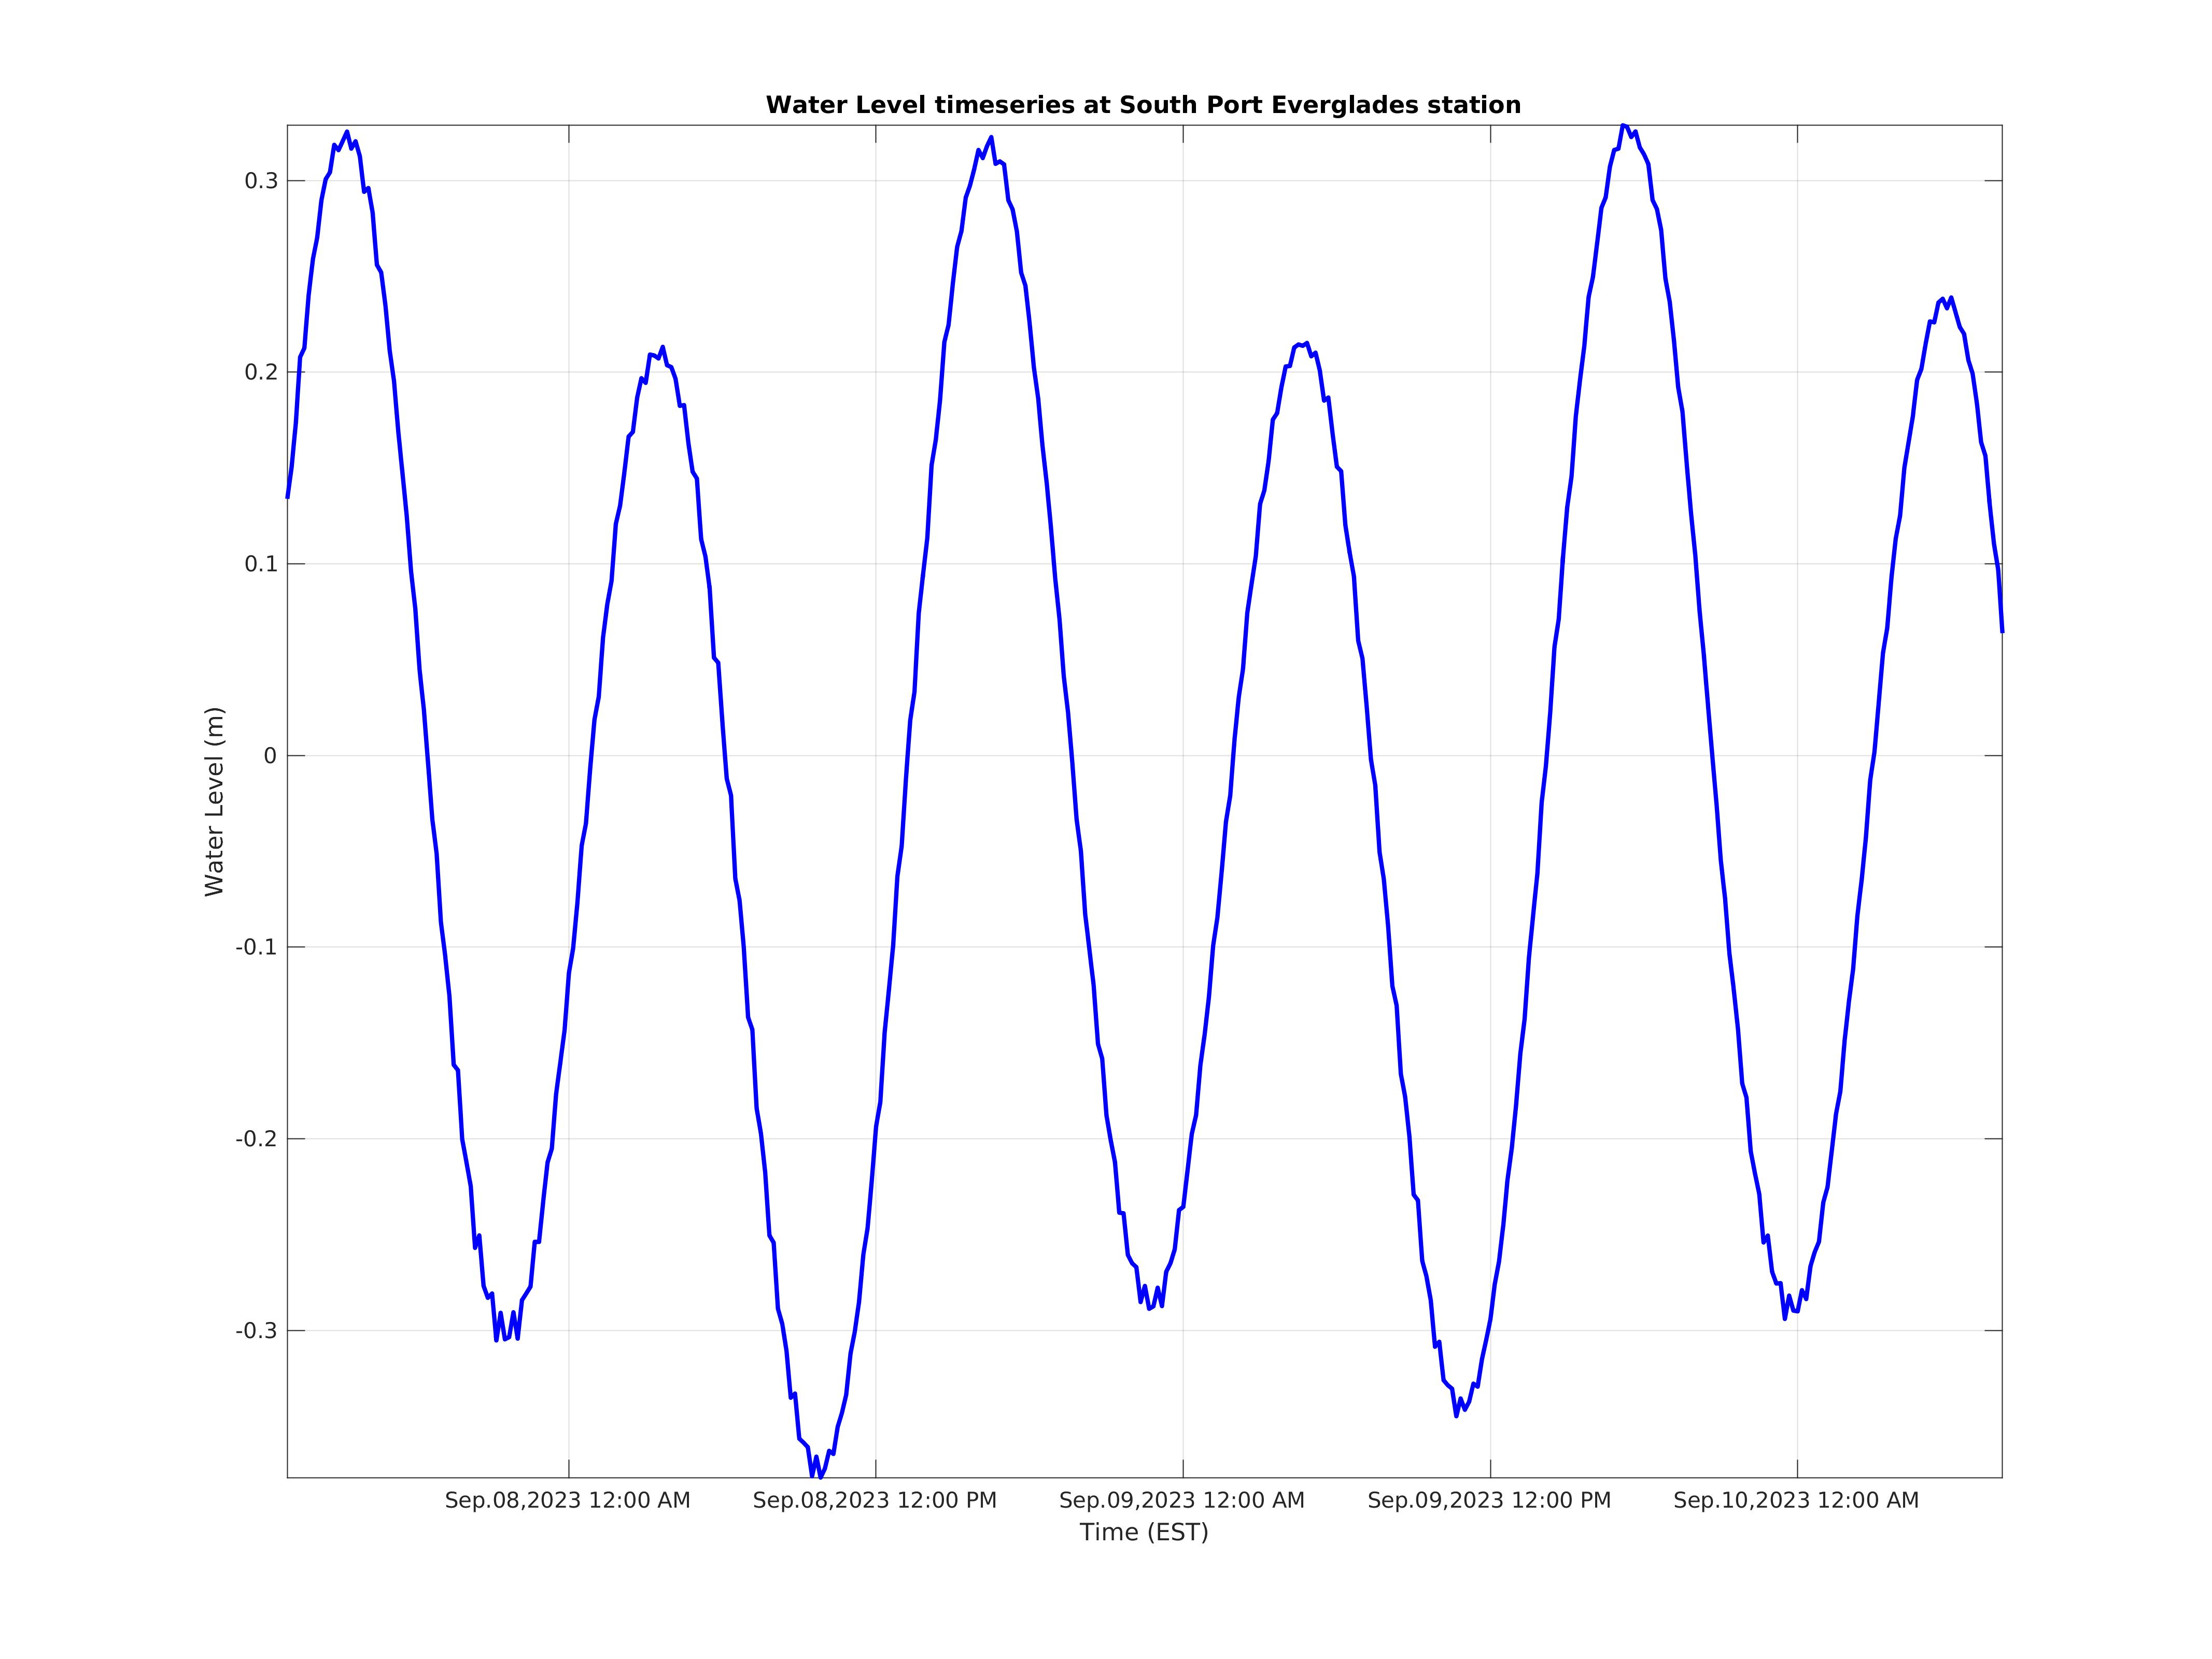 Water Level timeseries at South Port Everglades station
0.3
0.2
0.1
0
-0.1
-0.2
-0.3
Water Level (m)
Sep.08,2023 12:00 AM
Sep.08,2023 12:00 PM
Sep.09,2023 12:00 AM
Sep.09,2023 12:00 PM
Sep.10,2023 12:00 AM
Time (EST)